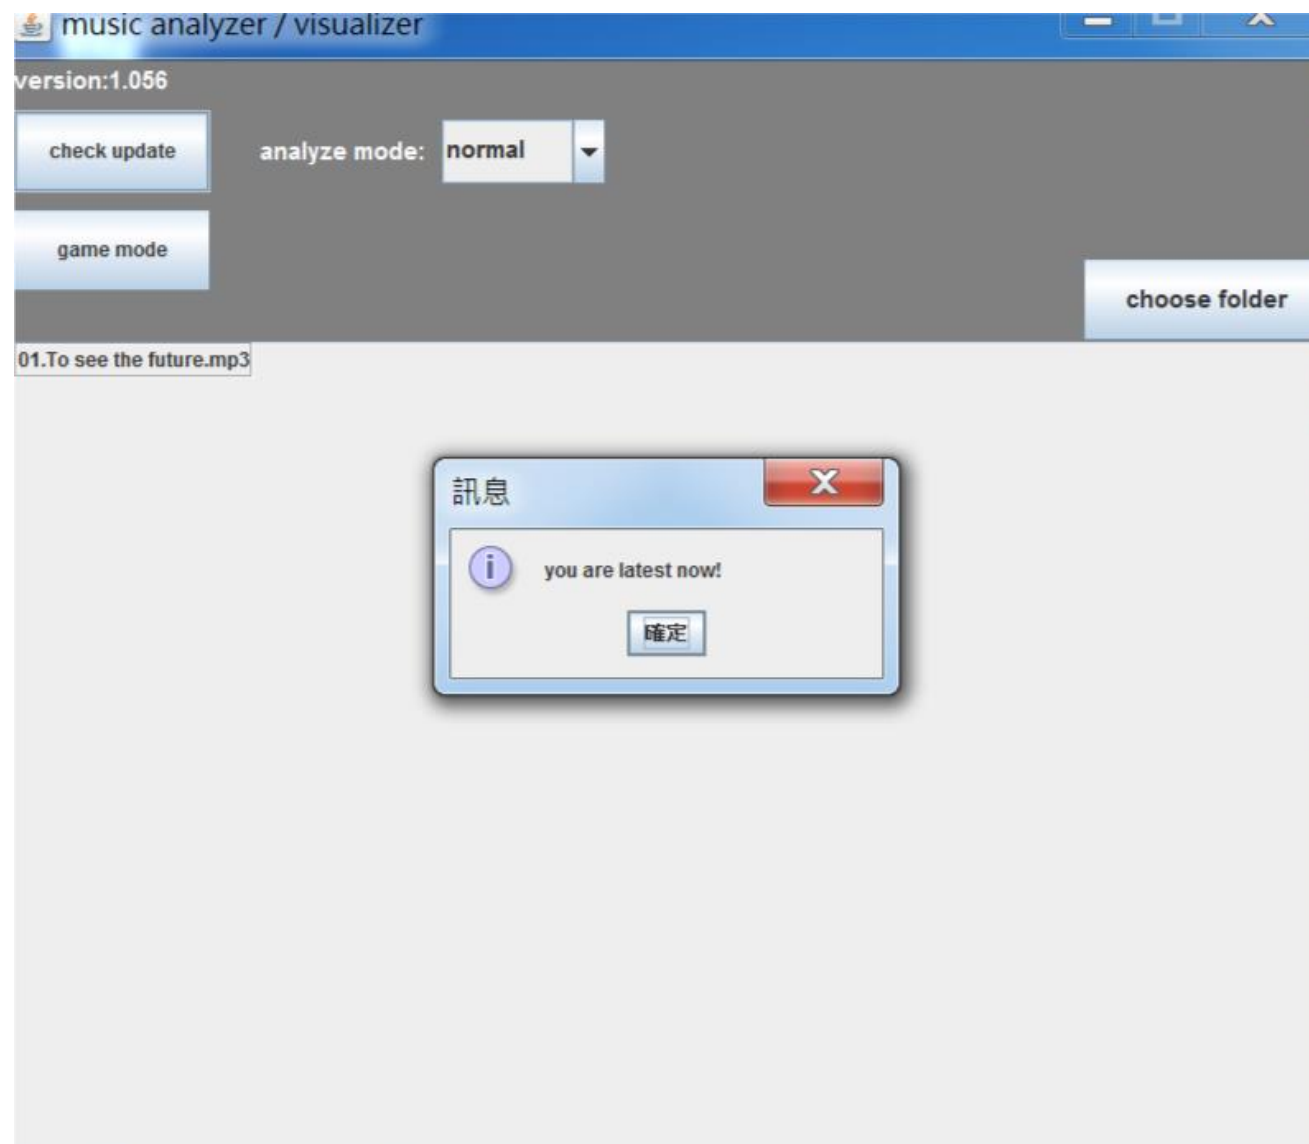 music analyzer / visualizer
version:1.056
check update
analyze mode:
normal
game mode
choose folder
01.To see the future.mp3
訊息
you are latest now!
確定